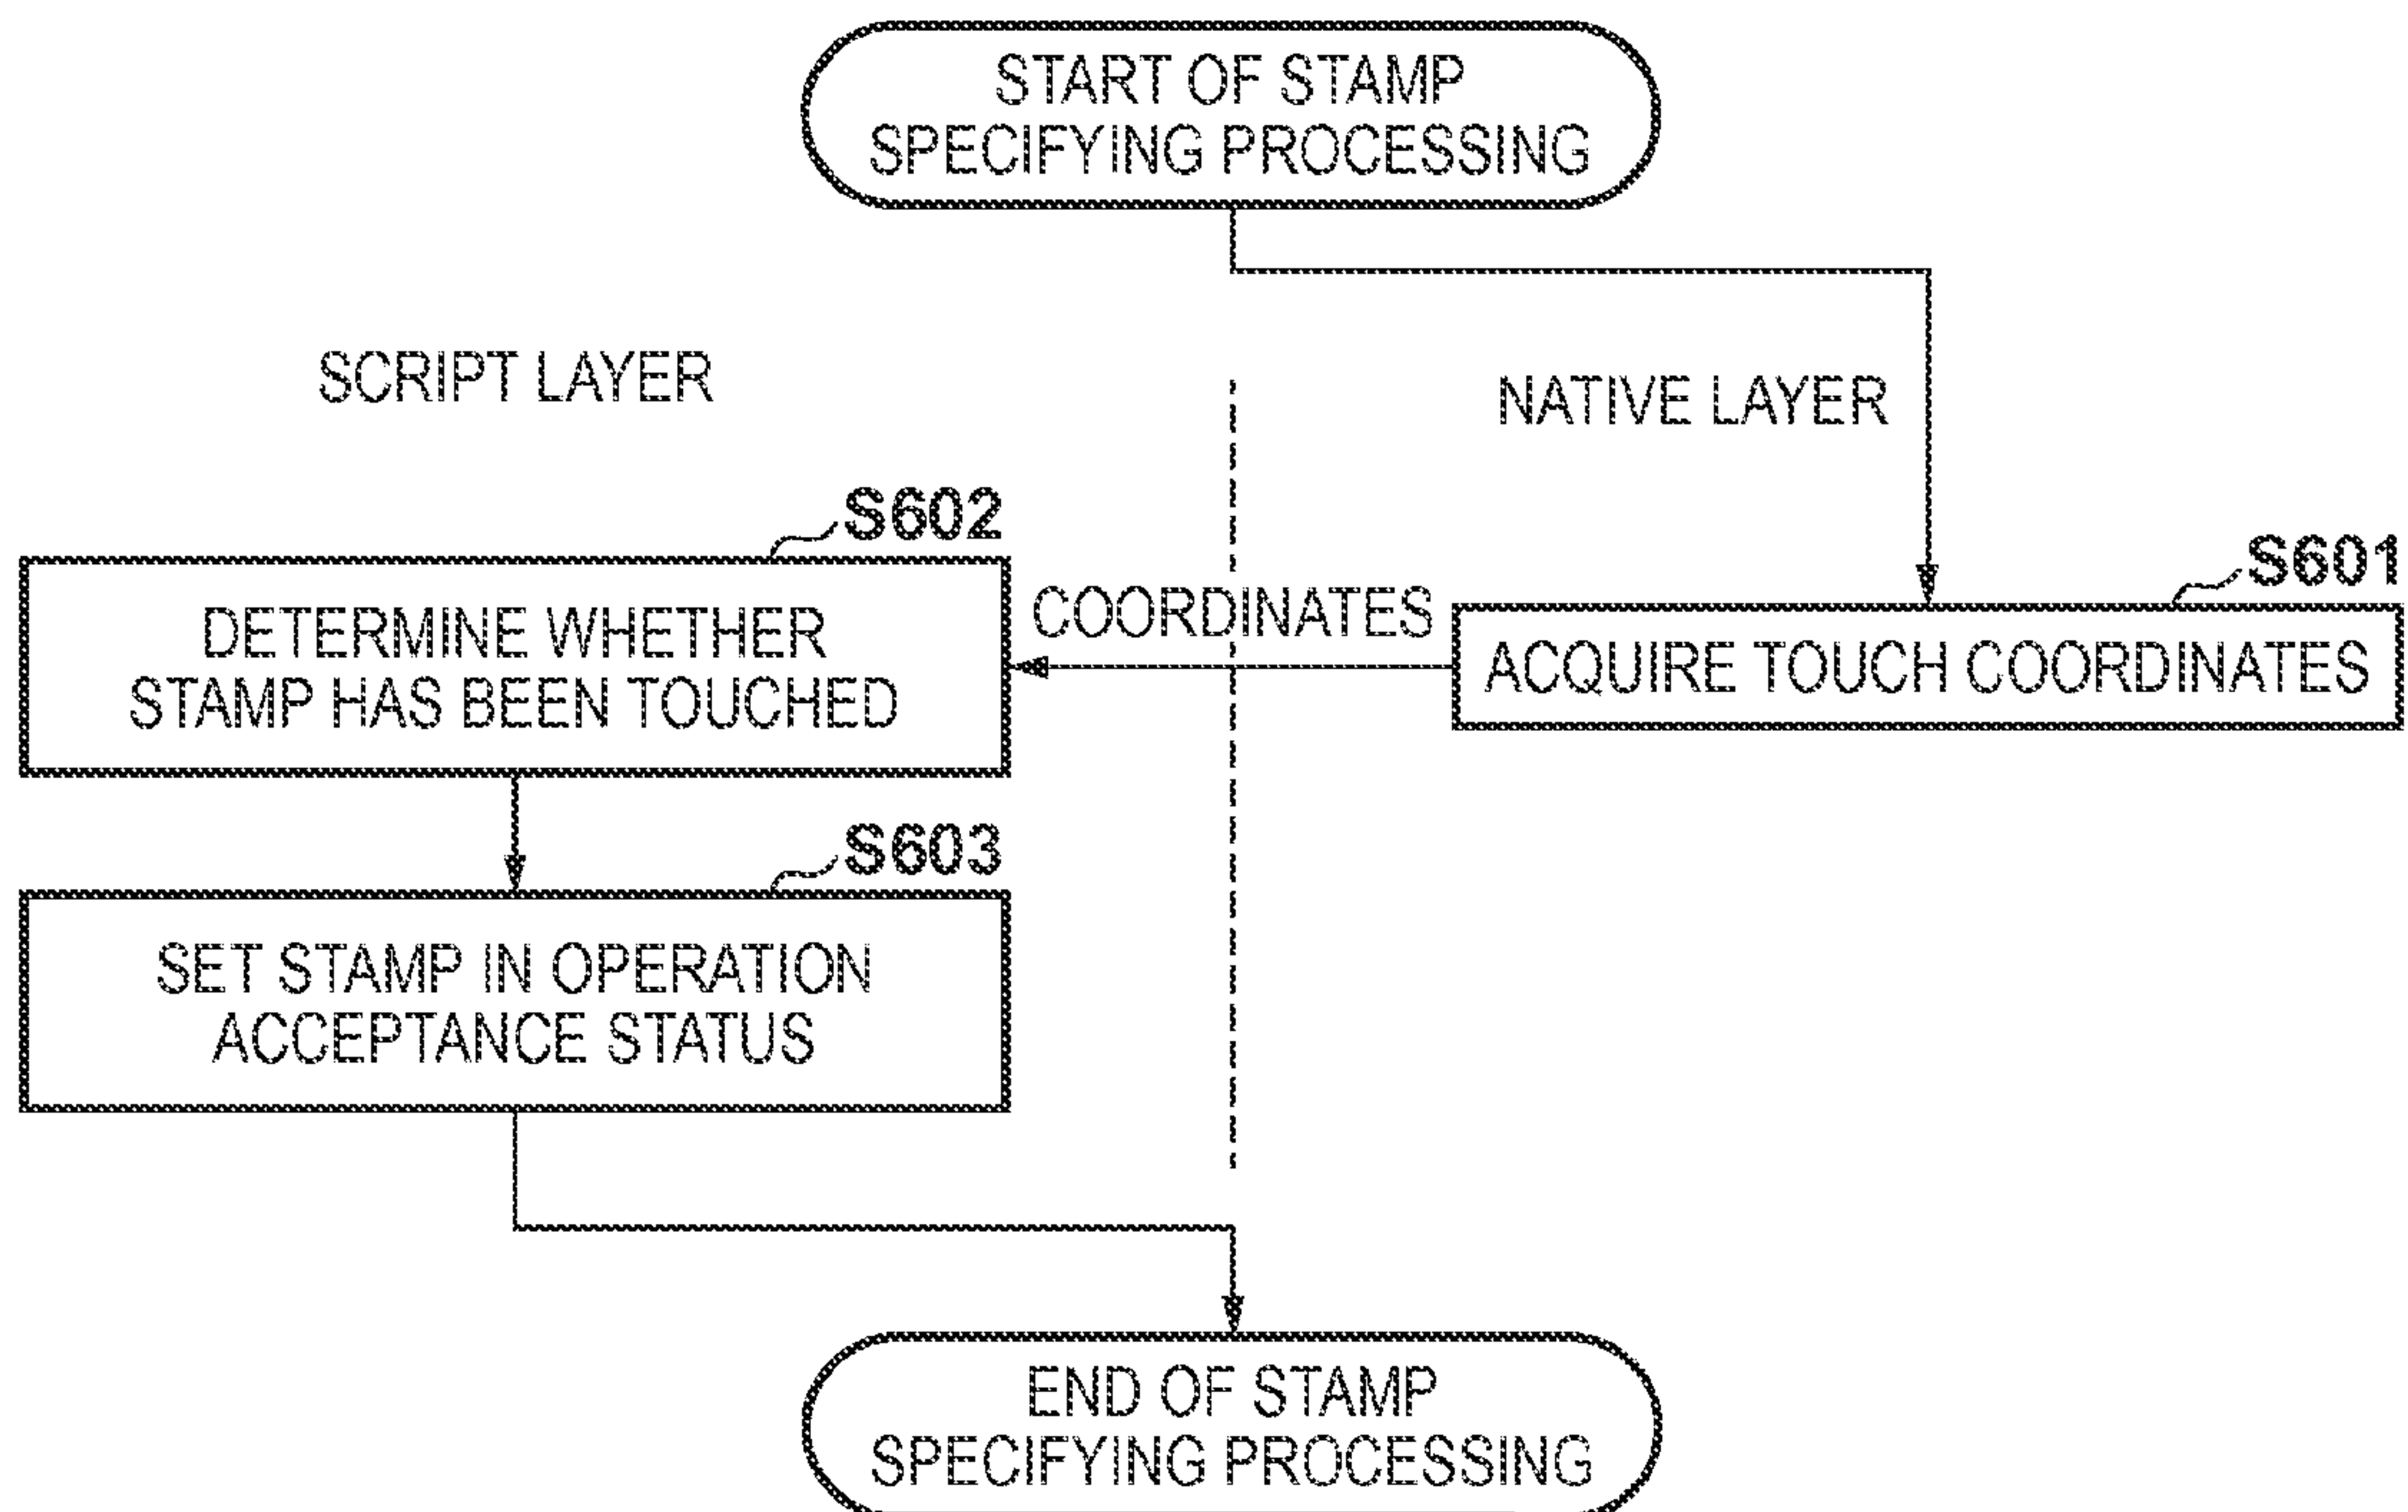 START OF STAMP
SPECIFYING PROCESSING
SCRIPT LAYER
NATIVE LAYER
S602
S601
DETERMINE WHETHER
STAMP HAS BEEN TOUCHED
COORDINATES
ACQUIRE TOUCH COORDINATES
S603
SET STAMP IN OPERATION
ACCEPTANCE STATUS
END OF STAMP
SPECIFYING PROCESSING